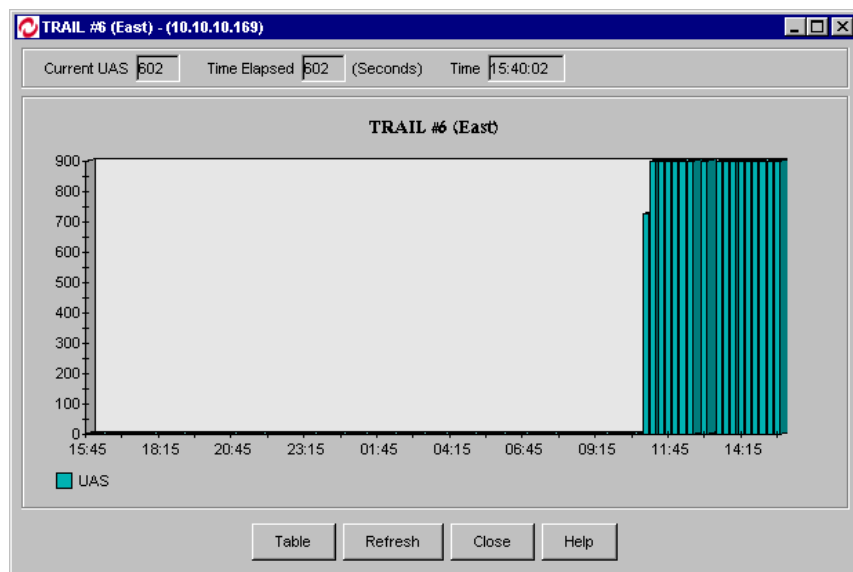 TRAIL #6 (East) - (10.10.10.169)
Current UAS 602 Time Elapsed 602 (Seconds) Time 15:40:02
TRAIL #6 (East)
900
800
700
600
500
400
300
200
100
0
15:45 18:15 20:45 23:15 01:45 04:15 06:45 09:15 11:45 14:15
UAS
Table Refresh Close Help